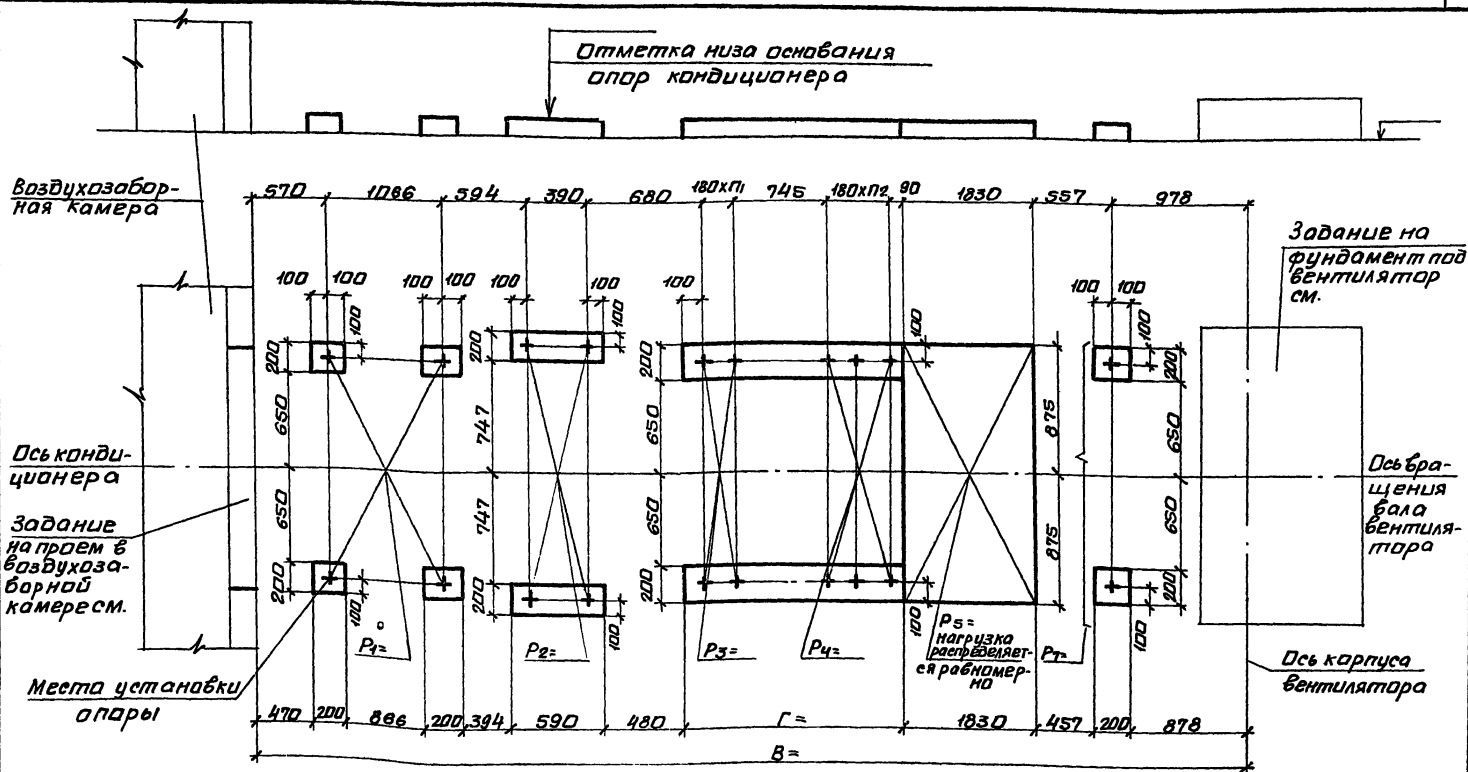 Отметка низа основания
опор кондиционера
Воздухозабор-
ная камера
570 1066 594 390 680 180хП1 745 180хП2 90 1830 557 978
Задание на
фундамент под
вентилятор
см.
100 100 100 100 100 100 100 100 100
100 100 100 100
200 200 200 200
650 747 650 875 650
Ось конди-
ционера
Ось вра-
щения
вала
вентиля-
тора
Задание
на проем в
воздухоза-
борной
камере см.
650 747 650 875 650
200 200 200 200
100 100 100 100
P1= P2= P3= P4=
P5=
нагрузка
распределяет-
ся равномер-
но
P7=
Места установки
опоры
Ось корпуса
вентилятора
470 200 866 200 394 590 480 Г= 1830 457 200 878
В=